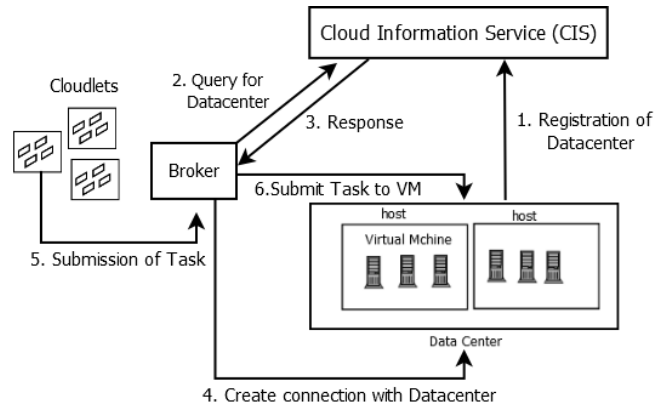 Cloud Information Service (CIS)
Cloudlets
2. Query for
Datacenter
3. Response
1. Registration of
Datacenter
Broker
6.Submit Task to VM
host
host
Virtual Mchine
5. Submission of Task
Data Center
4. Create connection with Datacenter